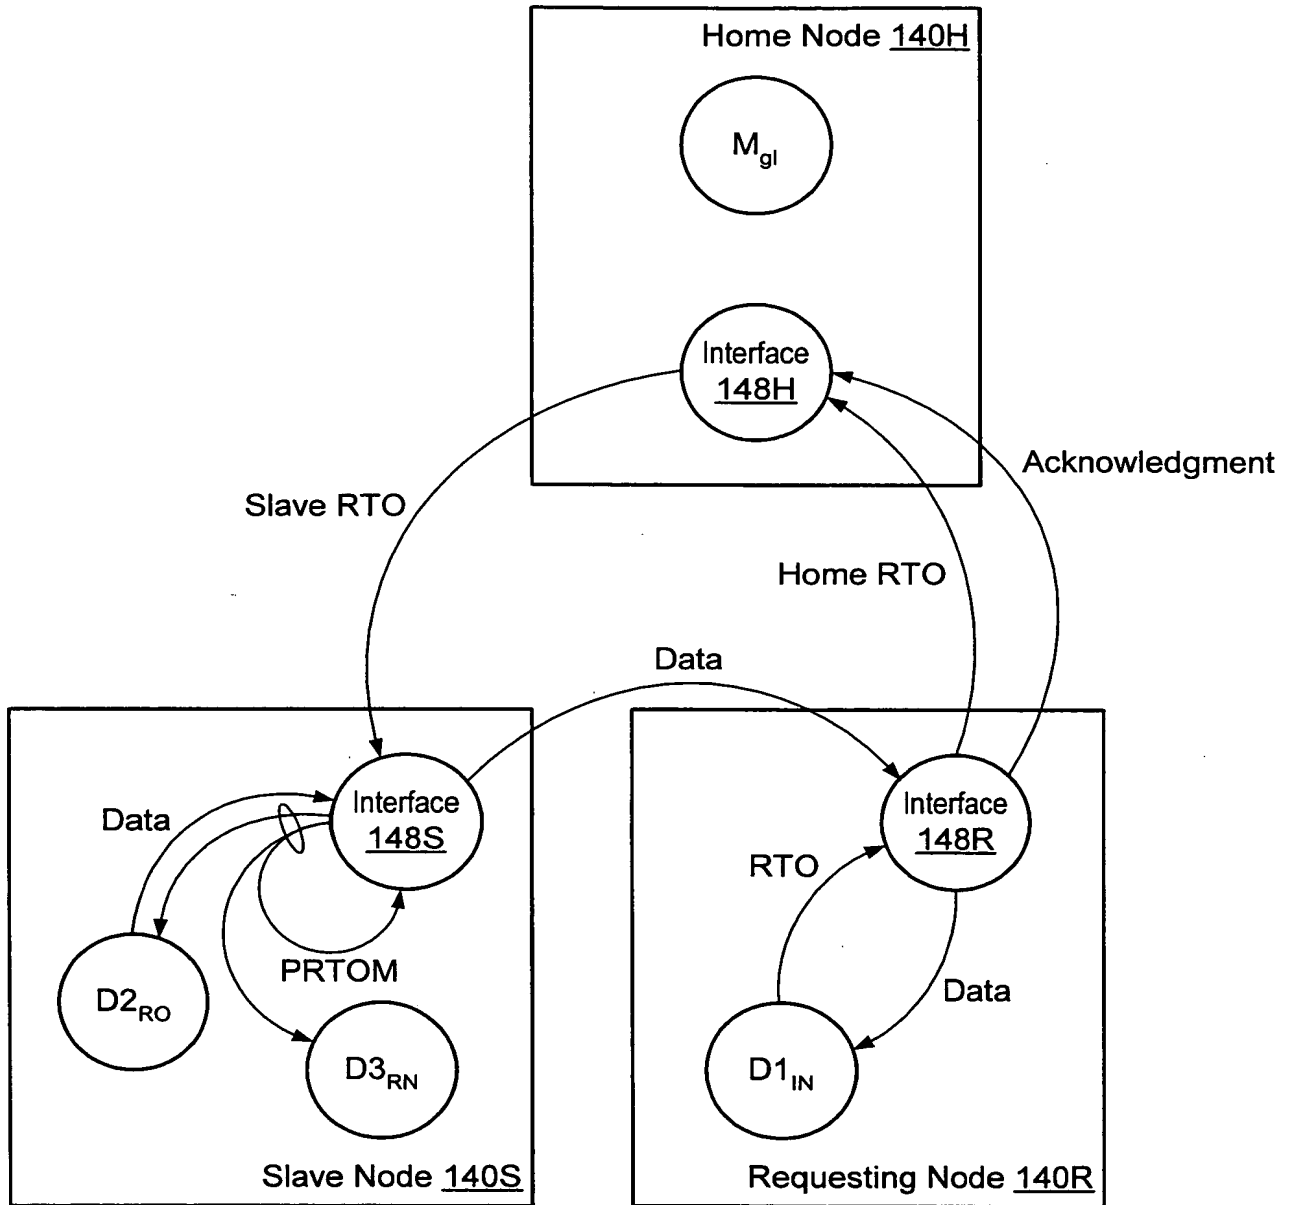 Home Node 140H
Mgl
Interface
148H
Acknowledgment
Slave RTO
Home RTO
Data
Interface
148S
Data
PRTOM
D2RO
D3RN
Slave Node 140S
Interface
148R
RTO
Data
D1IN
Requesting Node 140R